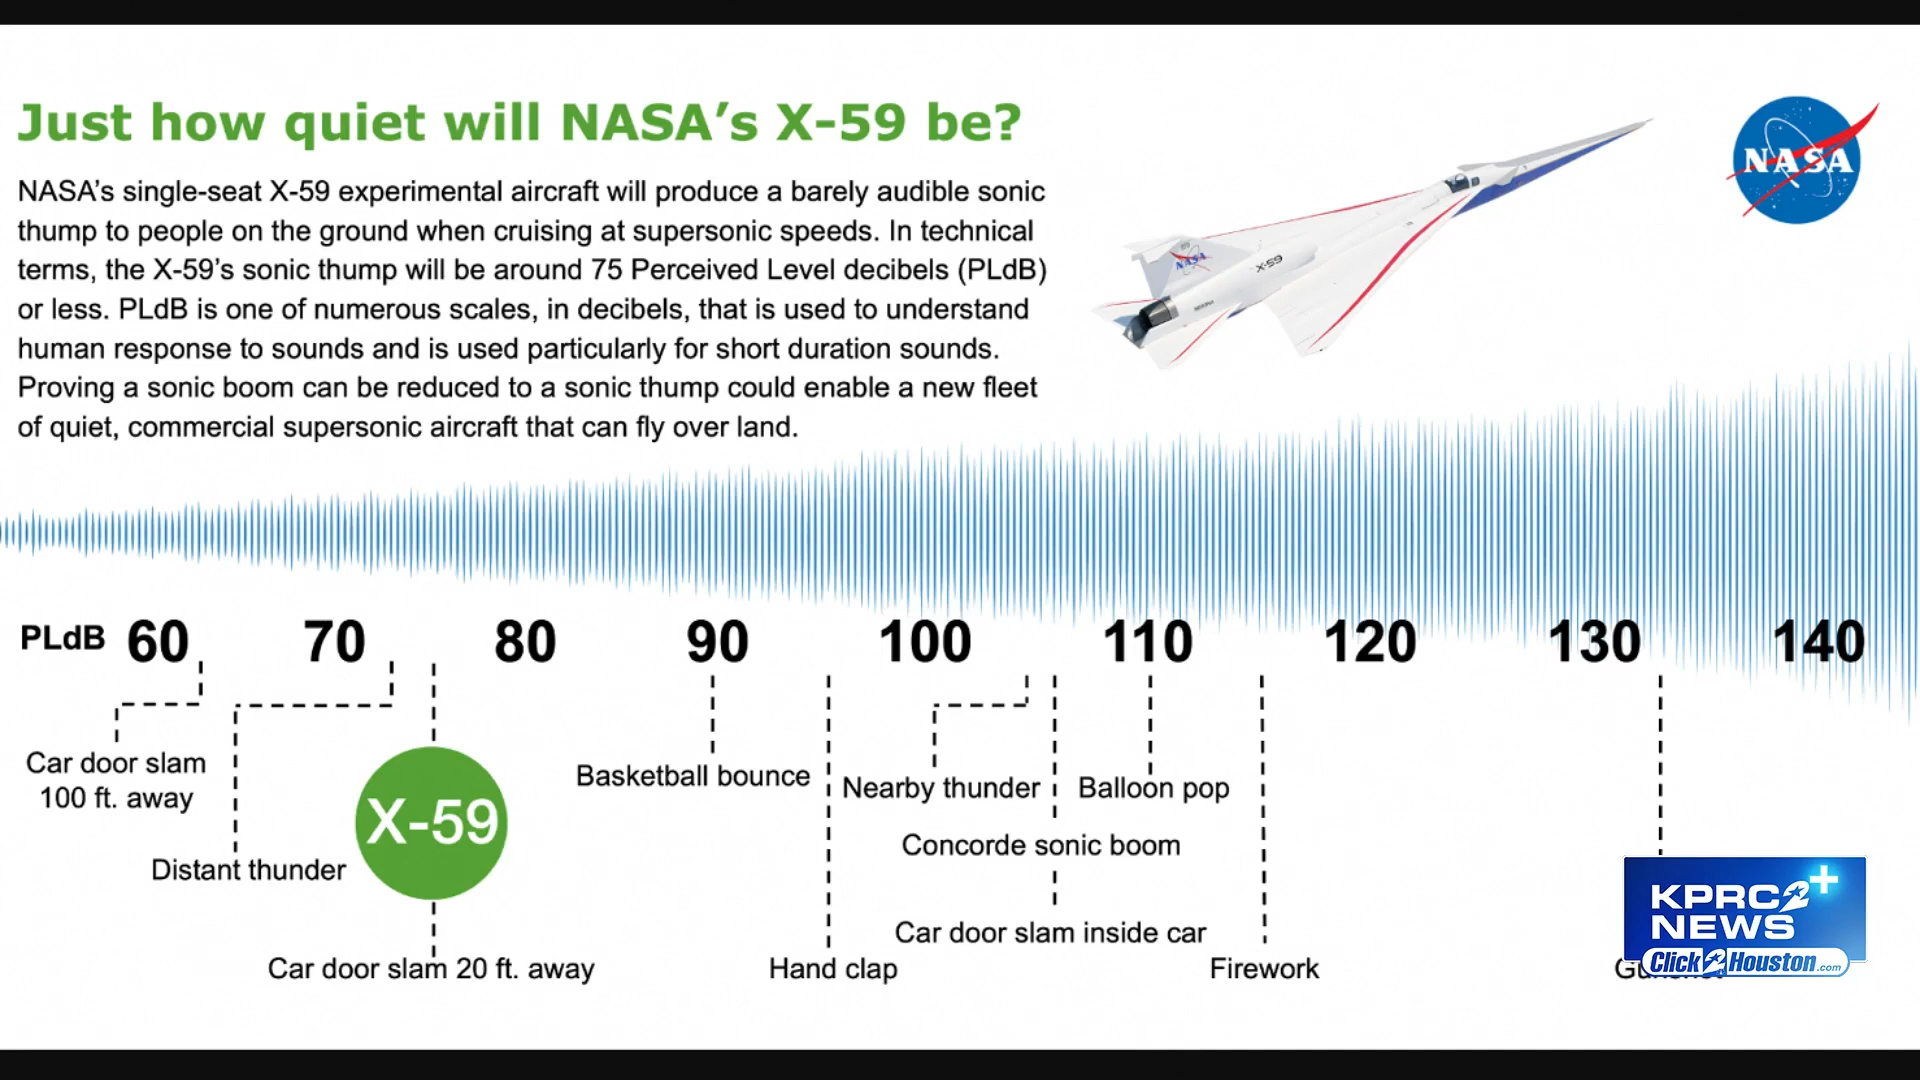 Just how quiet will NASA's X-59 be?
NASA's single-seat X-59 experimental aircraft will produce a barely audible sonic
thump to people on the ground when cruising at supersonic speeds. In technical
terms, the X-59's sonic thump will be around 75 Perceived Level decibels (PLdB)
or less. PLdB is one of numerous scales, in decibels, that is used to understand
human response to sounds and is used particularly for short duration sounds.
Proving a sonic boom can be reduced to a sonic thump could enable a new fleet
of quiet, commercial supersonic aircraft that can fly over land.
NASA
X-59
NASA
PLdB 60 70 80 90 100 110 120 130 140
Car door slam
100 ft. away
Distant thunder
X-59
Car door slam 20 ft. away
Basketball bounce
Hand clap
Nearby thunder
Concorde sonic boom
Car door slam inside car
Balloon pop
Firework
KPRC2+
NEWS
Click2Houston.com